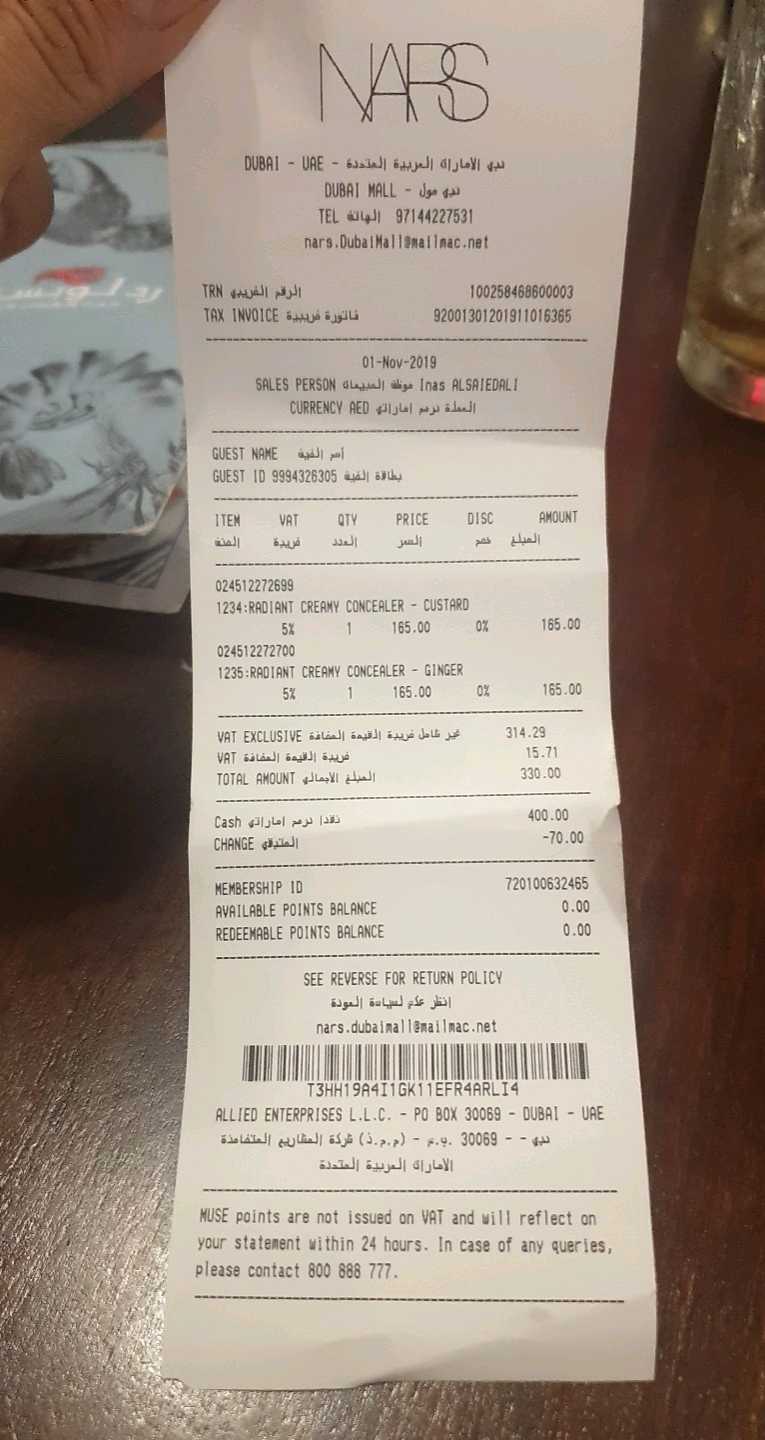 NARS
DUBAI - UAE - دبي الامارات العربية المتحدة
DUBAI MALL - دبي مول
TEL الهاتف 97144227531
nars.DubaiMall@mailmac.net
TRN الرقم الضريبي 100258468600003
TAX INVOICE فاتورة ضريبية 92001301201911016365
01-Nov-2019
SALES PERSON موظف المبيعات Inas ALSAIEDALI
CURRENCY AED العملة درهم اماراتي
GUEST NAME اسم الضيف
GUEST ID 9994326305 بطاقة الضيف
ITEM VAT QTY PRICE DISC AMOUNT
الصنف ضريبة العدد السعر خصم المبلغ
024512272699
1234:RADIANT CREAMY CONCEALER - CUSTARD
5% 1 165.00 0% 165.00
024512272700
1235:RADIANT CREAMY CONCEALER - GINGER
5% 1 165.00 0% 165.00
VAT EXCLUSIVE غير شامل ضريبة القيمة المضافة 314.29
VAT ضريبة القيمة المضافة 15.71
TOTAL AMOUNT المبلغ الاجمالي 330.00
Cash نقدا درهم اماراتي 400.00
CHANGE المتبقي -70.00
MEMBERSHIP ID 720100632465
AVAILABLE POINTS BALANCE 0.00
REDEEMABLE POINTS BALANCE 0.00
SEE REVERSE FOR RETURN POLICY
انظر عكس لسياسة العودة
nars.dubaimall@mailmac.net
T3HH19A4I1GK11EFR4ARLI4
ALLIED ENTERPRISES L.L.C. - PO BOX 30069 - DUBAI - UAE
شركة المشاريع المتضامنة (ذ.م.م) - ص.ب. 30069 - - دبي
الامارات العربية المتحدة
MUSE points are not issued on VAT and will reflect on
your statement within 24 hours. In case of any queries,
please contact 800 888 777.